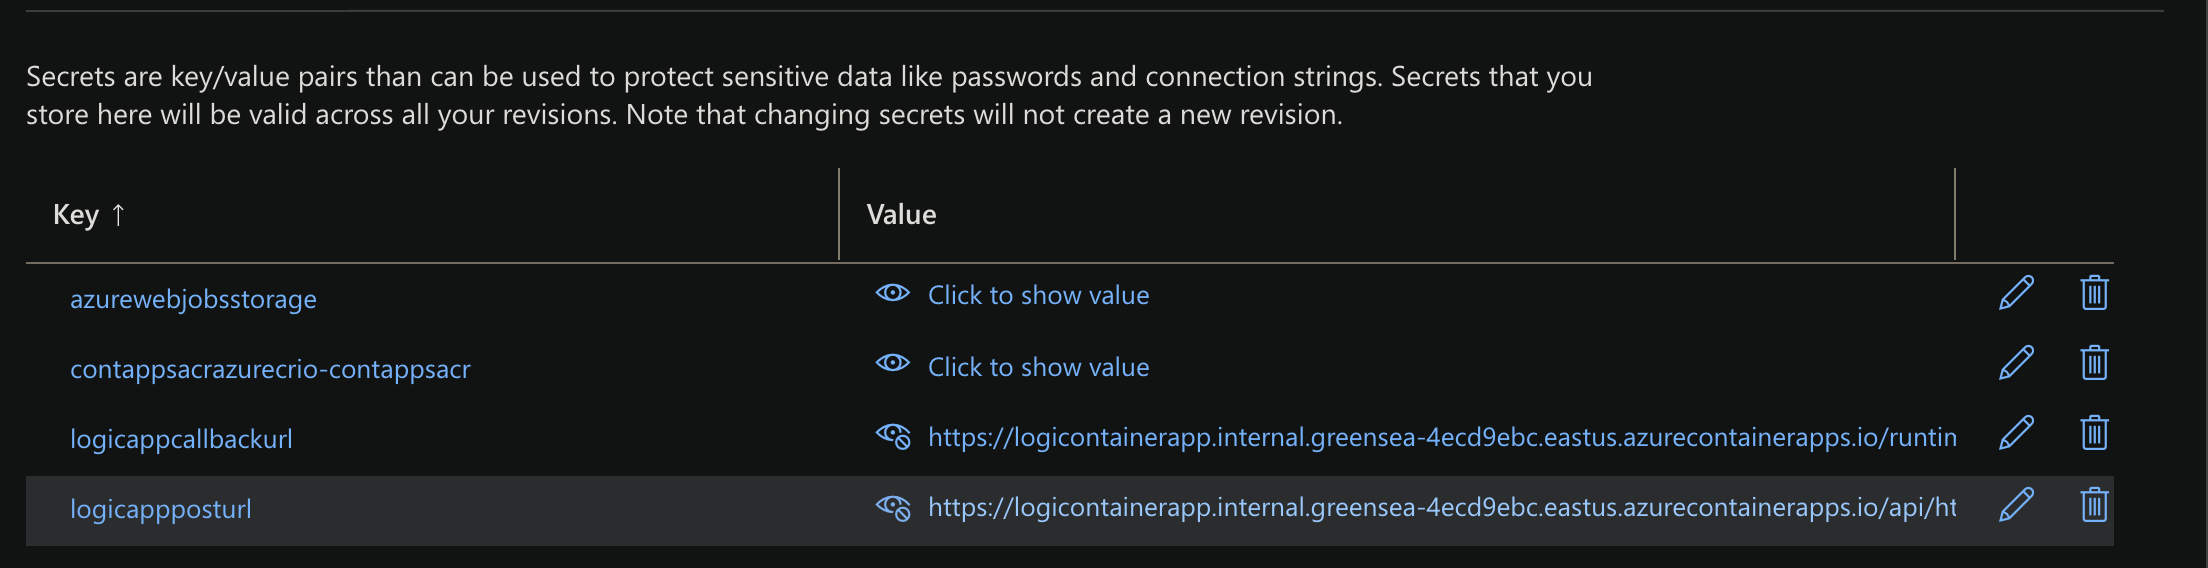 Secrets are key/value pairs than can be used to protect sensitive data like passwords and connection strings. Secrets that you
store here will be valid across all your revisions. Note that changing secrets will not create a new revision.
Key ↑ Value
azurewebjobsstorage Click to show value
contappsacrazurecrio-contappsacr Click to show value
logicappcallbackurl https://logicontainerapp.internal.greensea-4ecd9ebc.eastus.azurecontainerapps.io/runtin
logicappposturl https://logicontainerapp.internal.greensea-4ecd9ebc.eastus.azurecontainerapps.io/api/ht